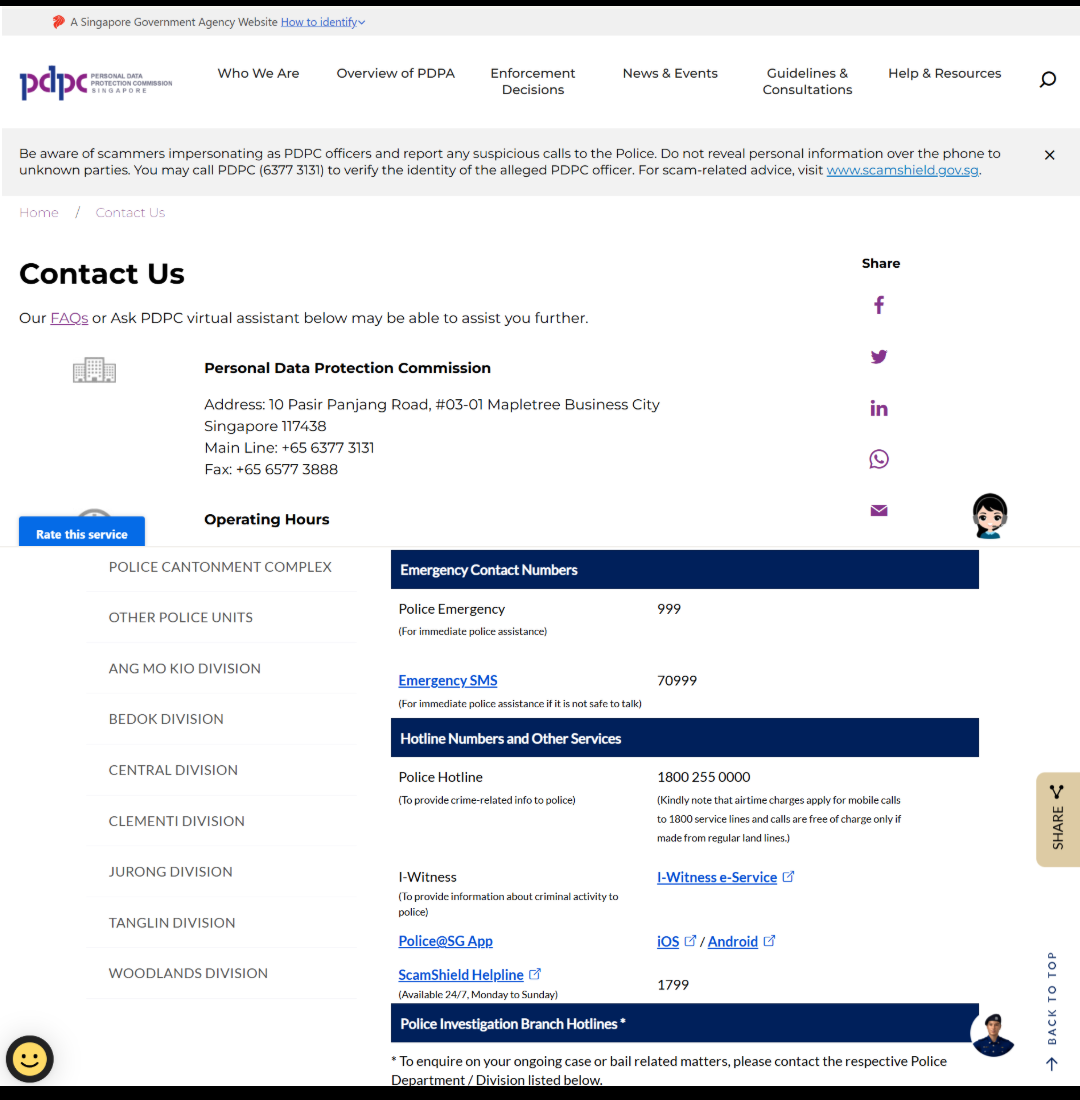 A Singapore Government Agency Website How to identify
pdpc PERSONAL DATA
PROTECTION COMMISSION
SINGAPORE
Who We Are
Overview of PDPA
Enforcement
Decisions
News & Events
Guidelines &
Consultations
Help & Resources
Be aware of scammers impersonating as PDPC officers and report any suspicious calls to the Police. Do not reveal personal information over the phone to
unknown parties. You may call PDPC (6377 3131) to verify the identity of the alleged PDPC officer. For scam-related advice, visit www.scamshield.gov.sg.
Home / Contact Us
Contact Us
Our FAQs or Ask PDPC virtual assistant below may be able to assist you further.
Share
Personal Data Protection Commission
Address: 10 Pasir Panjang Road, #03-01 Mapletree Business City
Singapore 117438
Main Line: +65 6377 3131
Fax: +65 6577 3888
Operating Hours
Rate this service
POLICE CANTONMENT COMPLEX
OTHER POLICE UNITS
ANG MO KIO DIVISION
BEDOK DIVISION
CENTRAL DIVISION
CLEMENTI DIVISION
JURONG DIVISION
TANGLIN DIVISION
WOODLANDS DIVISION
Emergency Contact Numbers
Police Emergency 999
(For immediate police assistance)
Emergency SMS 70999
(For immediate police assistance if it is not safe to talk)
Hotline Numbers and Other Services
Police Hotline 1800 255 0000
(To provide crime-related info to police)
(Kindly note that airtime charges apply for mobile calls
to 1800 service lines and calls are free of charge only if
made from regular land lines.)
I-Witness I-Witness e-Service
(To provide information about criminal activity to
police)
Police@SG App iOS / Android
ScamShield Helpline 1799
(Available 24/7, Monday to Sunday)
Police Investigation Branch Hotlines *
* To enquire on your ongoing case or bail related matters, please contact the respective Police
Department / Division listed below.
SHARE
BACK TO TOP